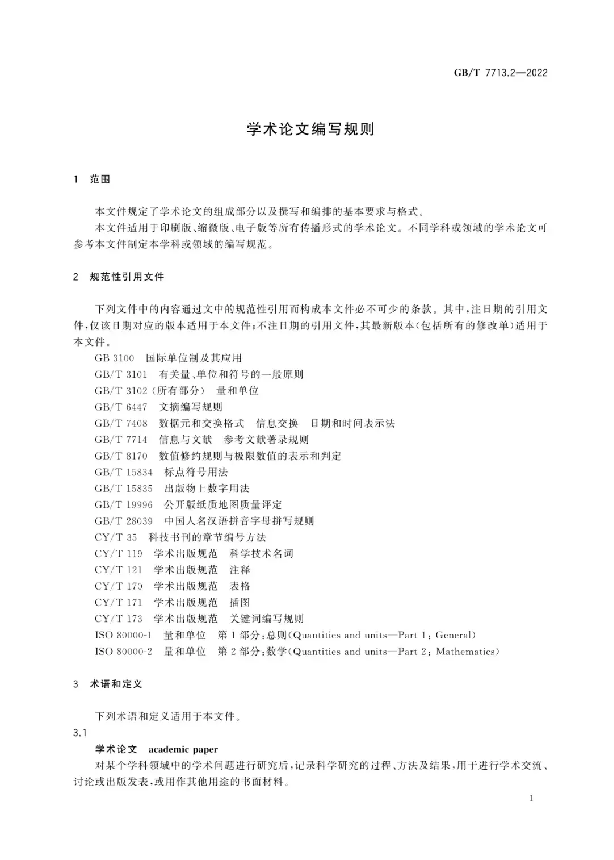 GB/T 7713.2—2022
学术论文编写规则
1 范围
本文件规定了学术论文的组成部分以及撰写和编排的基本要求与格式。
本文件适用于印刷版、缩微版、电子版等所有传播形式的学术论文。不同学科或领域的学术论文可
参考本文件制定本学科或领域的编写规范。
2 规范性引用文件
下列文件中的内容通过文中的规范性引用而构成本文件必不可少的条款。其中,注日期的引用文
件,仅该日期对应的版本适用于本文件;不注日期的引用文件,其最新版本(包括所有的修改单)适用于
本文件。
GB 3100 国际单位制及其应用
GB/T 3101 有关量、单位和符号的一般原则
GB/T 3102(所有部分) 量和单位
GB/T 6447 文摘编写规则
GB/T 7408 数据元和交换格式 信息交换 日期和时间表示法
GB/T 7714 信息与文献 参考文献著录规则
GB/T 8170 数值修约规则与极限数值的表示和判定
GB/T 15834 标点符号用法
GB/T 15835 出版物上数字用法
GB/T 19996 公开版纸质地图质量评定
GB/T 28039 中国人名汉语拼音字母拼写规则
CY/T 35 科技书刊的章节编号方法
CY/T 119 学术出版规范 科学技术名词
CY/T 121 学术出版规范 注释
CY/T 170 学术出版规范 表格
CY/T 171 学术出版规范 插图
CY/T 173 学术出版规范 关键词编写规则
ISO 80000-1 量和单位 第1部分:总则(Quantities and units—Part 1: General)
ISO 80000-2 量和单位 第2部分:数学(Quantities and units—Part 2: Mathematics)
3 术语和定义
下列术语和定义适用于本文件。
3.1
学术论文 academic paper
对某个学科领域中的学术问题进行研究后,记录科学研究的过程、方法及结果,用于进行学术交流、
讨论或出版发表,或用作其他用途的书面材料。
1